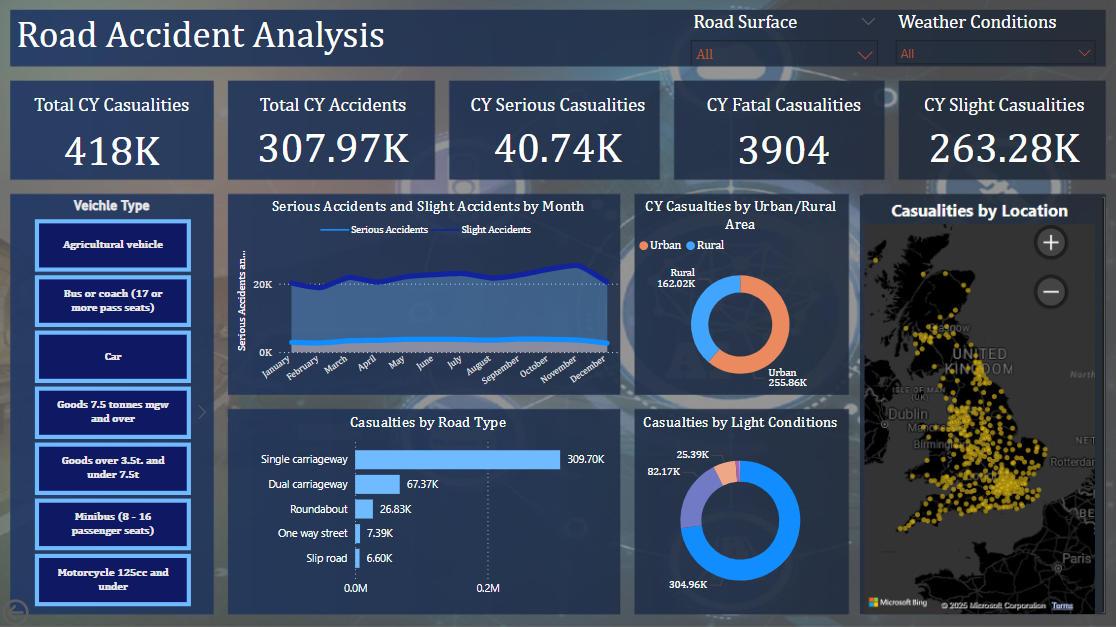 Road Accident Analysis
Road Surface
All
Weather Conditions
All
Total CY Casualities
418K
Total CY Accidents
307.97K
CY Serious Casualities
40.74K
CY Fatal Casualities
3904
CY Slight Casualities
263.28K
Veichle Type
Agricultural vehicle
Bus or coach (17 or
more pass seats)
Car
Goods 7.5 tonnes mgw
and over
Goods over 3.5t. and
under 7.5t
Minibus (8 - 16
passenger seats)
Motorcycle 125cc and
under
Serious Accidents and Slight Accidents by Month
Serious Accidents
Slight Accidents
Serious Accidents an...
20K
0K
January
February
March
April
May
June
July
August
September
October
November
December
CY Casualties by Urban/Rural
Area
Urban
Rural
Rural
162.02K
Urban
255.86K
Casualties by Road Type
Single carriageway
309.70K
Dual carriageway
67.37K
Roundabout
26.83K
One way street
7.39K
Slip road
6.60K
0.0M
0.2M
Casualties by Light Conditions
25.39K
82.17K
304.96K
Casualities by Location
UNITED
KINGDOM
North
ISLE OF MAN
(UK)
Dublin
NET
Rotterdar
BE
Paris
Microsoft Bing
© 2025 Microsoft Corporation
Terms